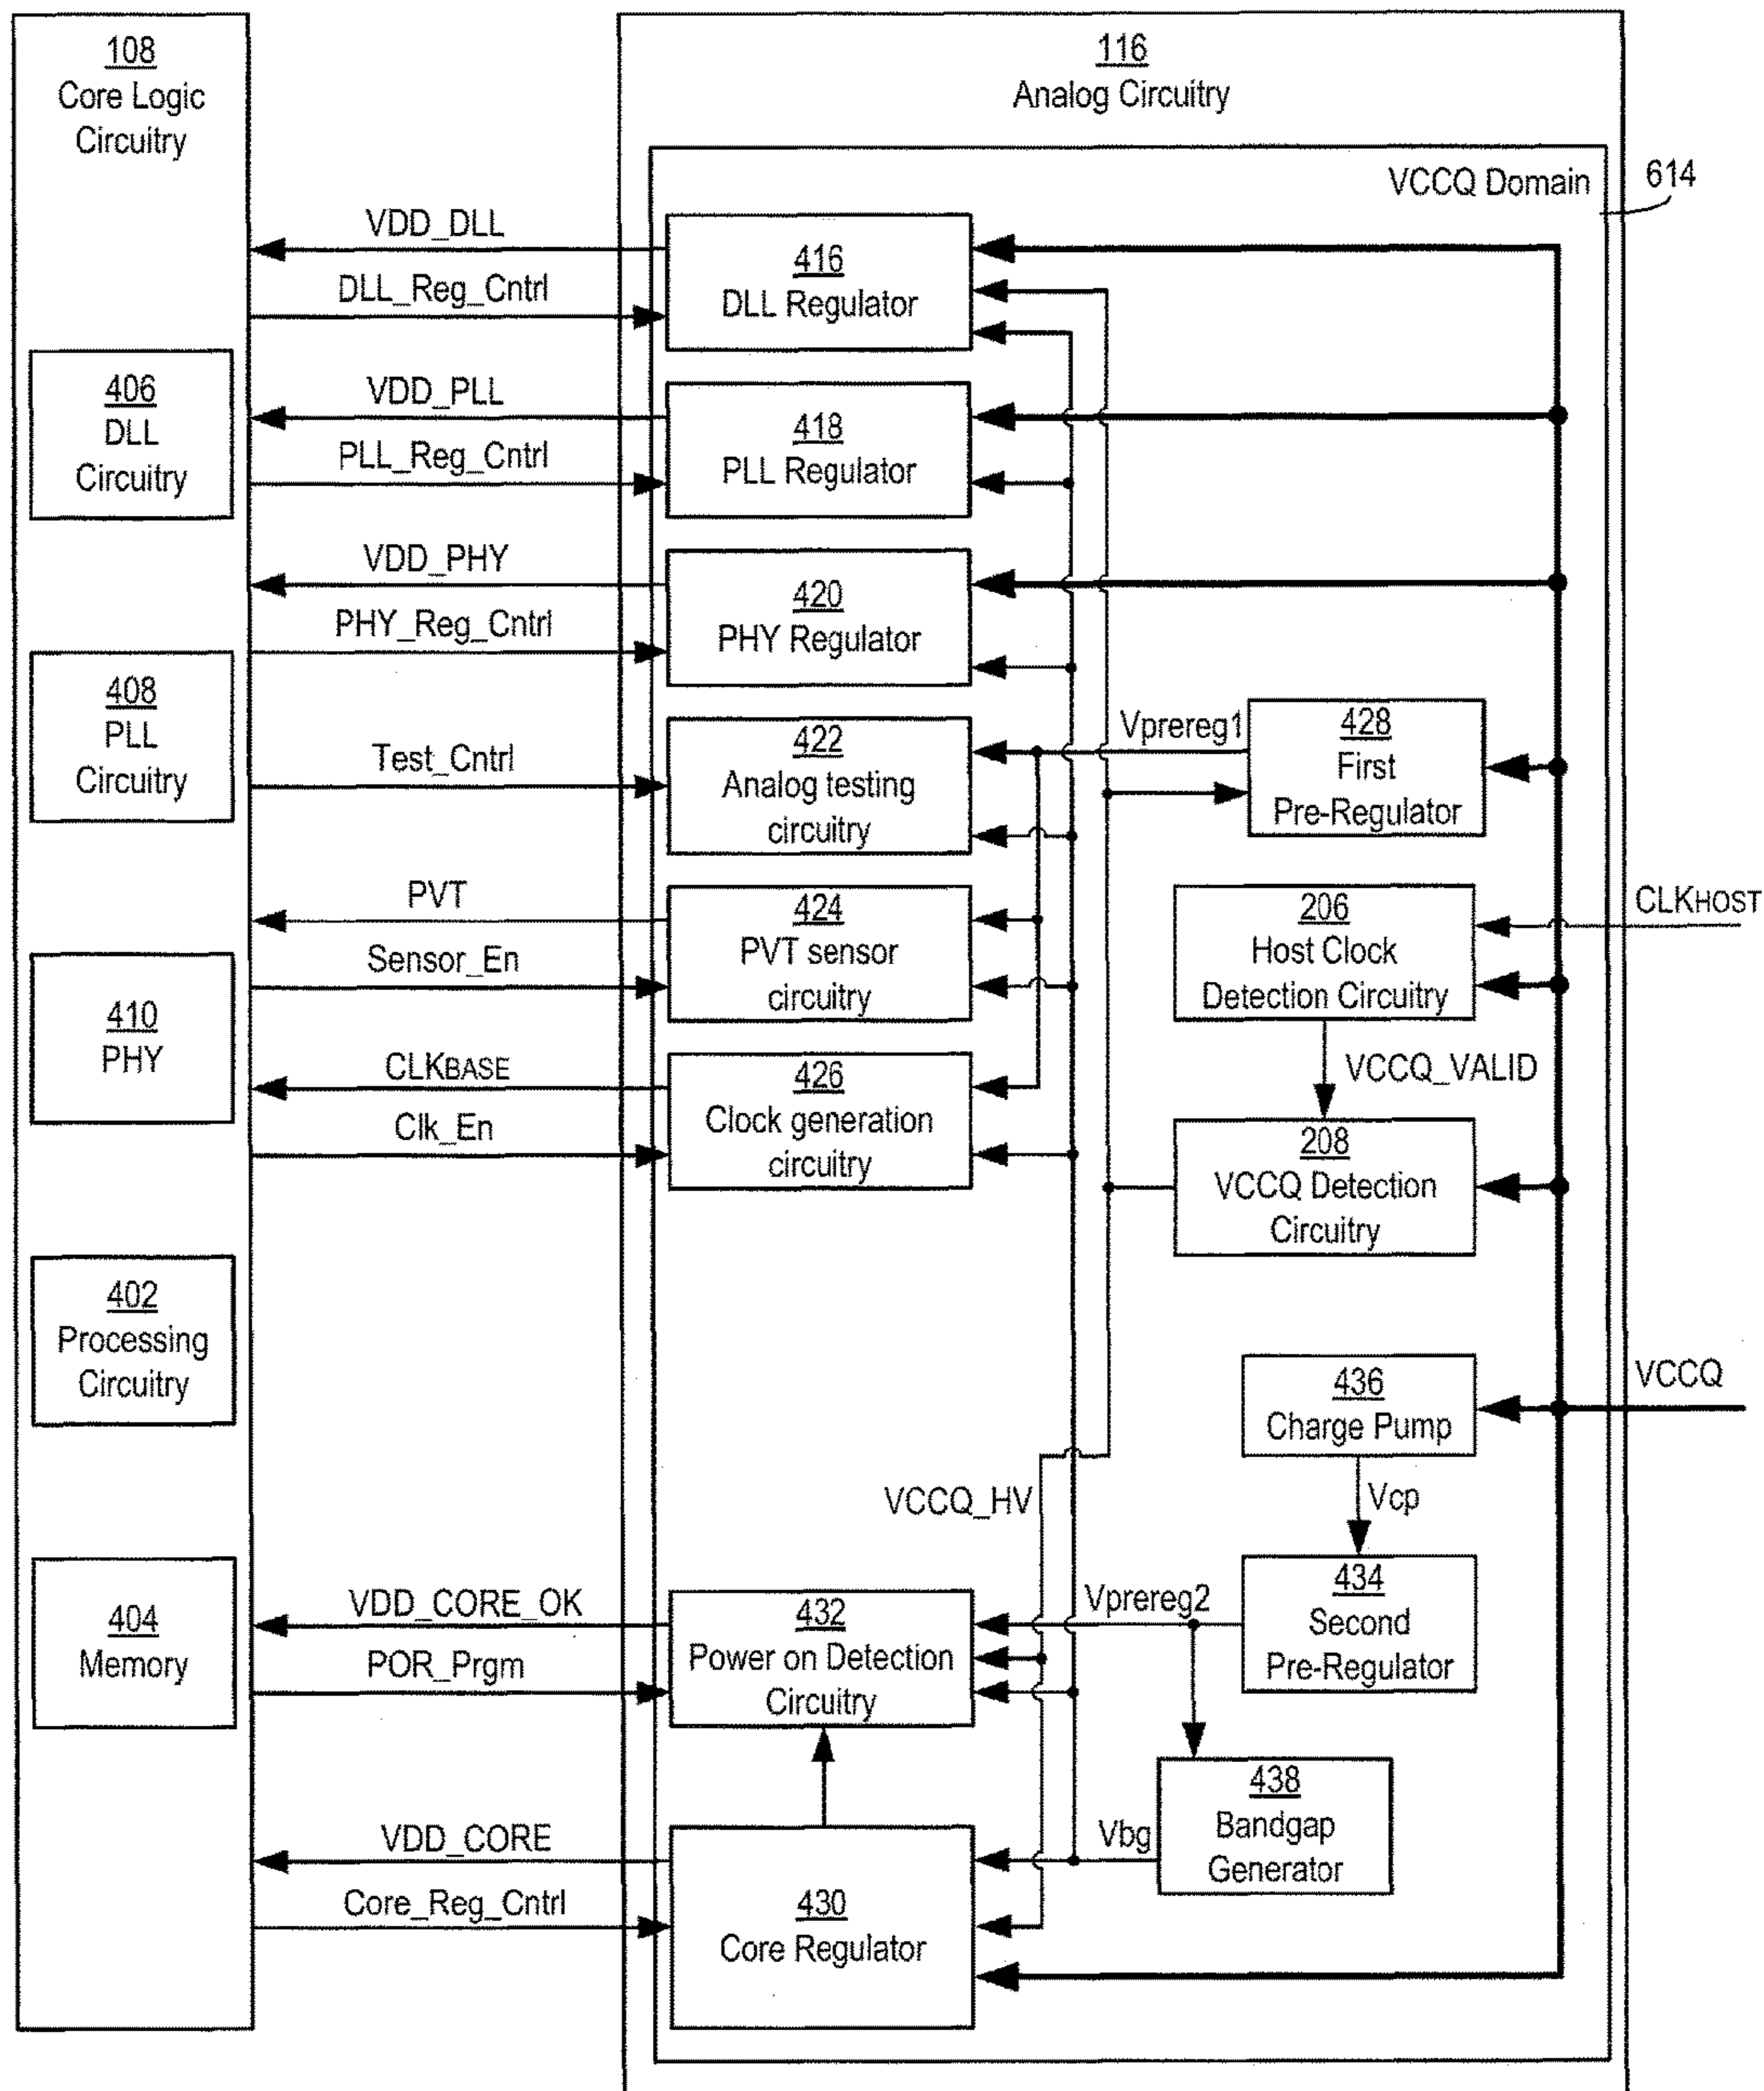 108
Core Logic
Circuitry
116
Analog Circuitry
VCCQ Domain
614
VDD_DLL
DLL_Reg_Cntrl
416
DLL Regulator
406
DLL
Circuitry
VDD_PLL
PLL_Reg_Cntrl
418
PLL Regulator
VDD_PHY
PHY_Reg_Cntrl
420
PHY Regulator
408
PLL
Circuitry
Test_Cntrl
422
Analog testing
circuitry
Vprereg1
428
First
Pre-Regulator
PVT
Sensor_En
424
PVT sensor
circuitry
206
Host Clock
Detection Circuitry
CLKHOST
410
PHY
CLKBASE
Clk_En
426
Clock generation
circuitry
VCCQ_VALID
208
VCCQ Detection
Circuitry
402
Processing
Circuitry
436
Charge Pump
VCCQ
VCCQ_HV
Vcp
404
Memory
VDD_CORE_OK
POR_Prgm
432
Power on Detection
Circuitry
Vprereg2
434
Second
Pre-Regulator
VDD_CORE
Core_Reg_Cntrl
430
Core Regulator
Vbg
438
Bandgap
Generator